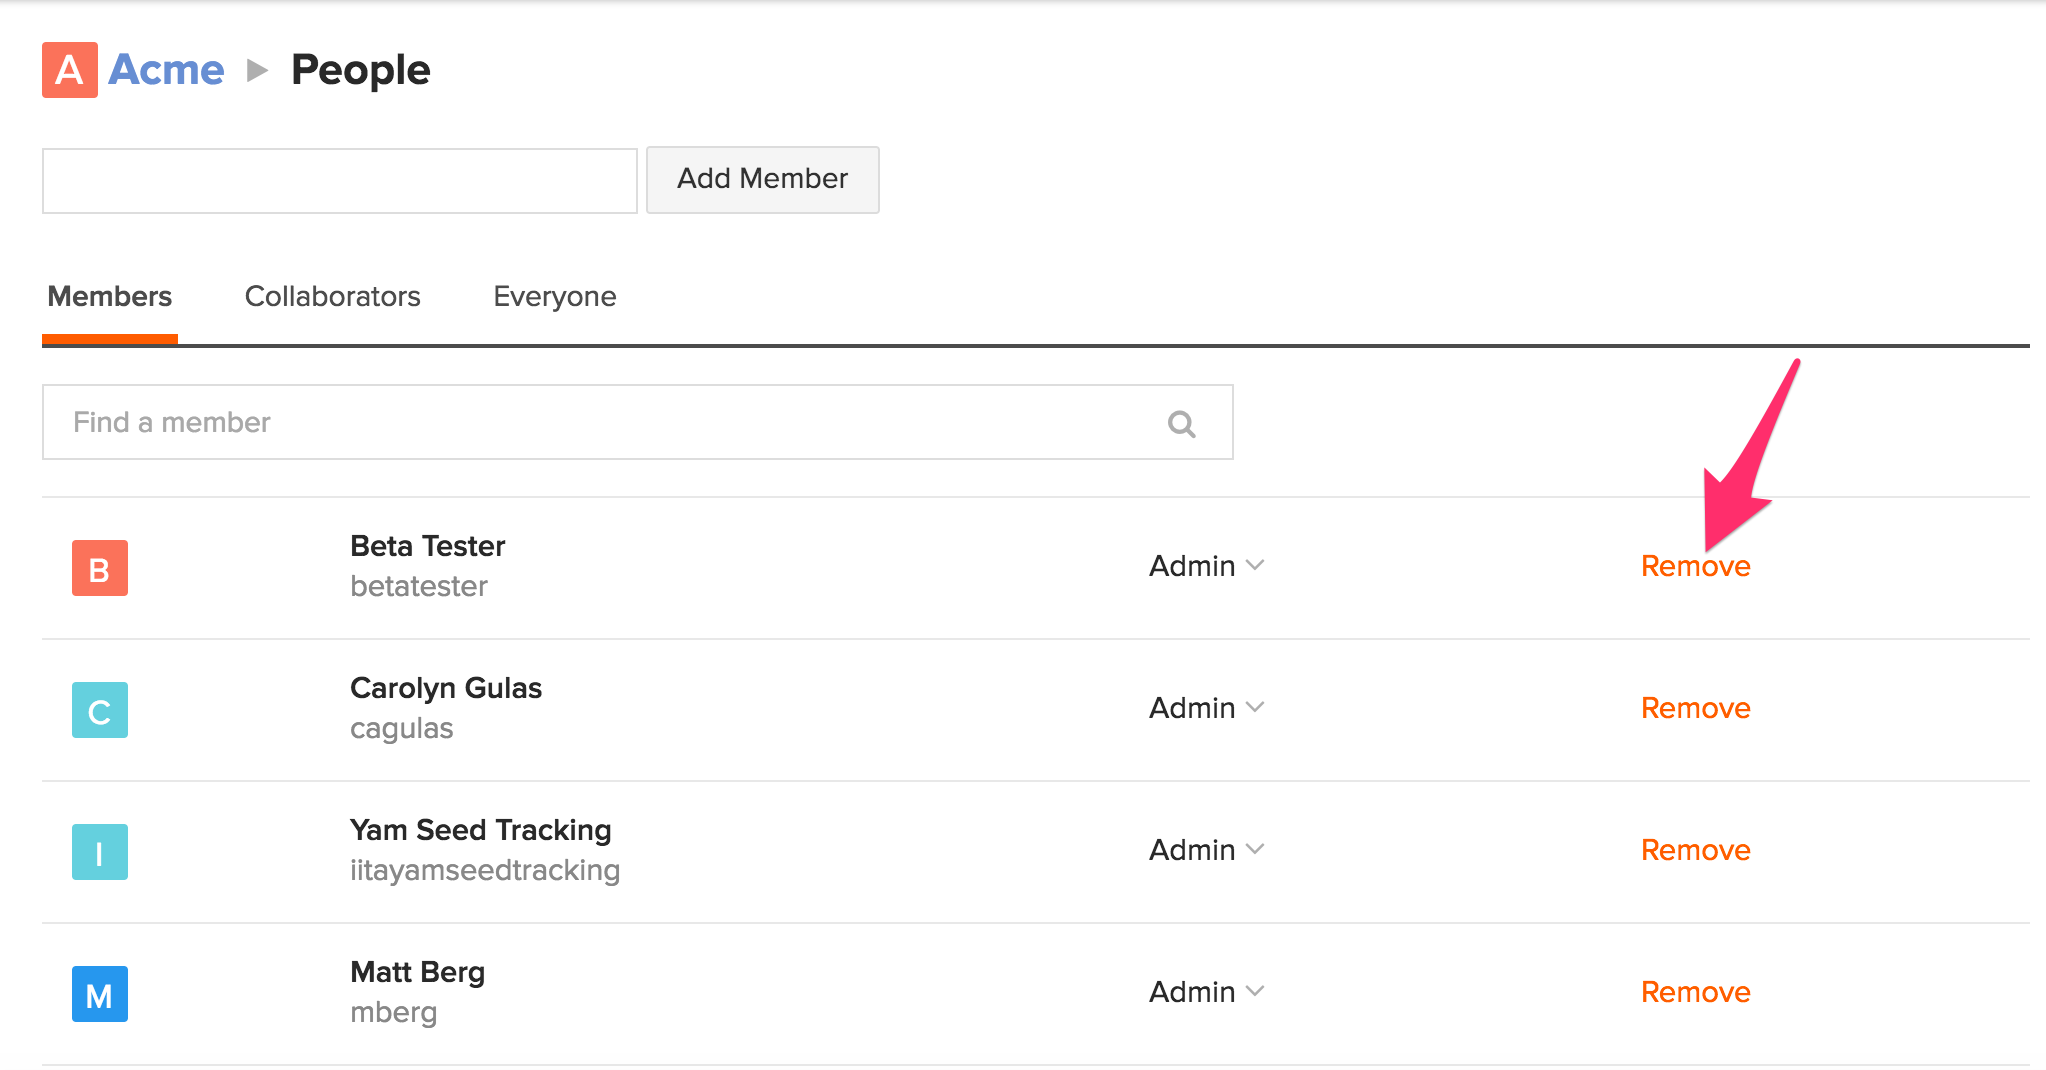 A Acme People
Add Member
Members Collaborators Everyone
Find a member
B
Beta Tester
betatester
Admin
Remove
C
Carolyn Gulas
cagulas
Admin
Remove
I
Yam Seed Tracking
iitayamseedtracking
Admin
Remove
M
Matt Berg
mberg
Admin
Remove